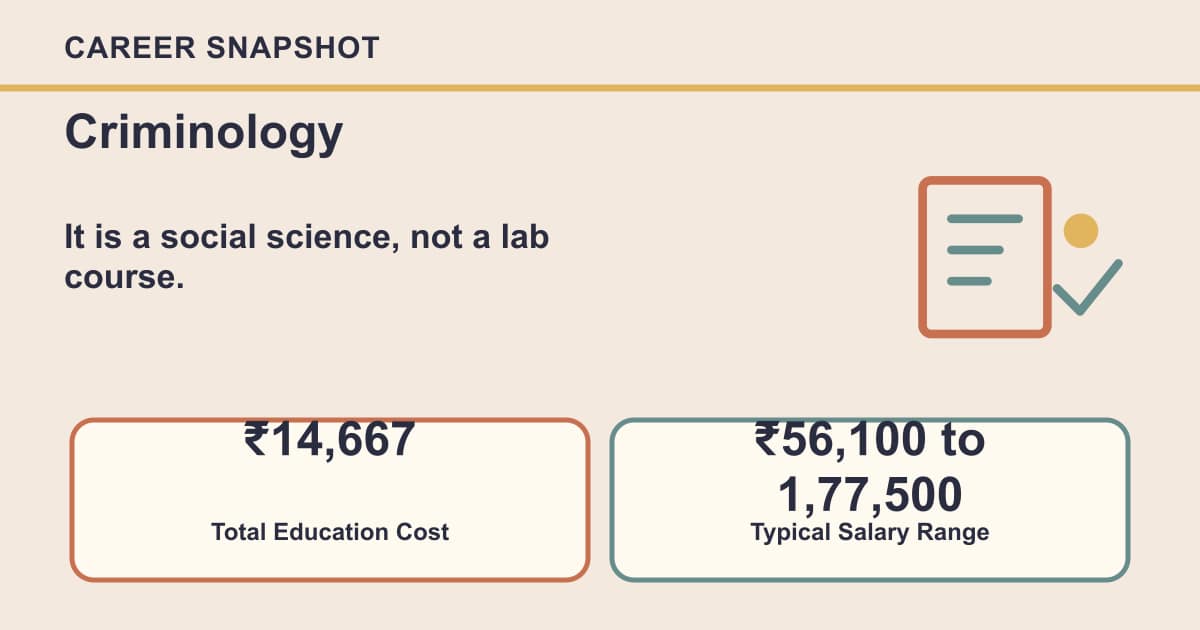 CAREER SNAPSHOT
Criminology
It is a social science, not a lab
course.
₹14,667
Total Education Cost
₹56,100 to
1,77,500
Typical Salary Range